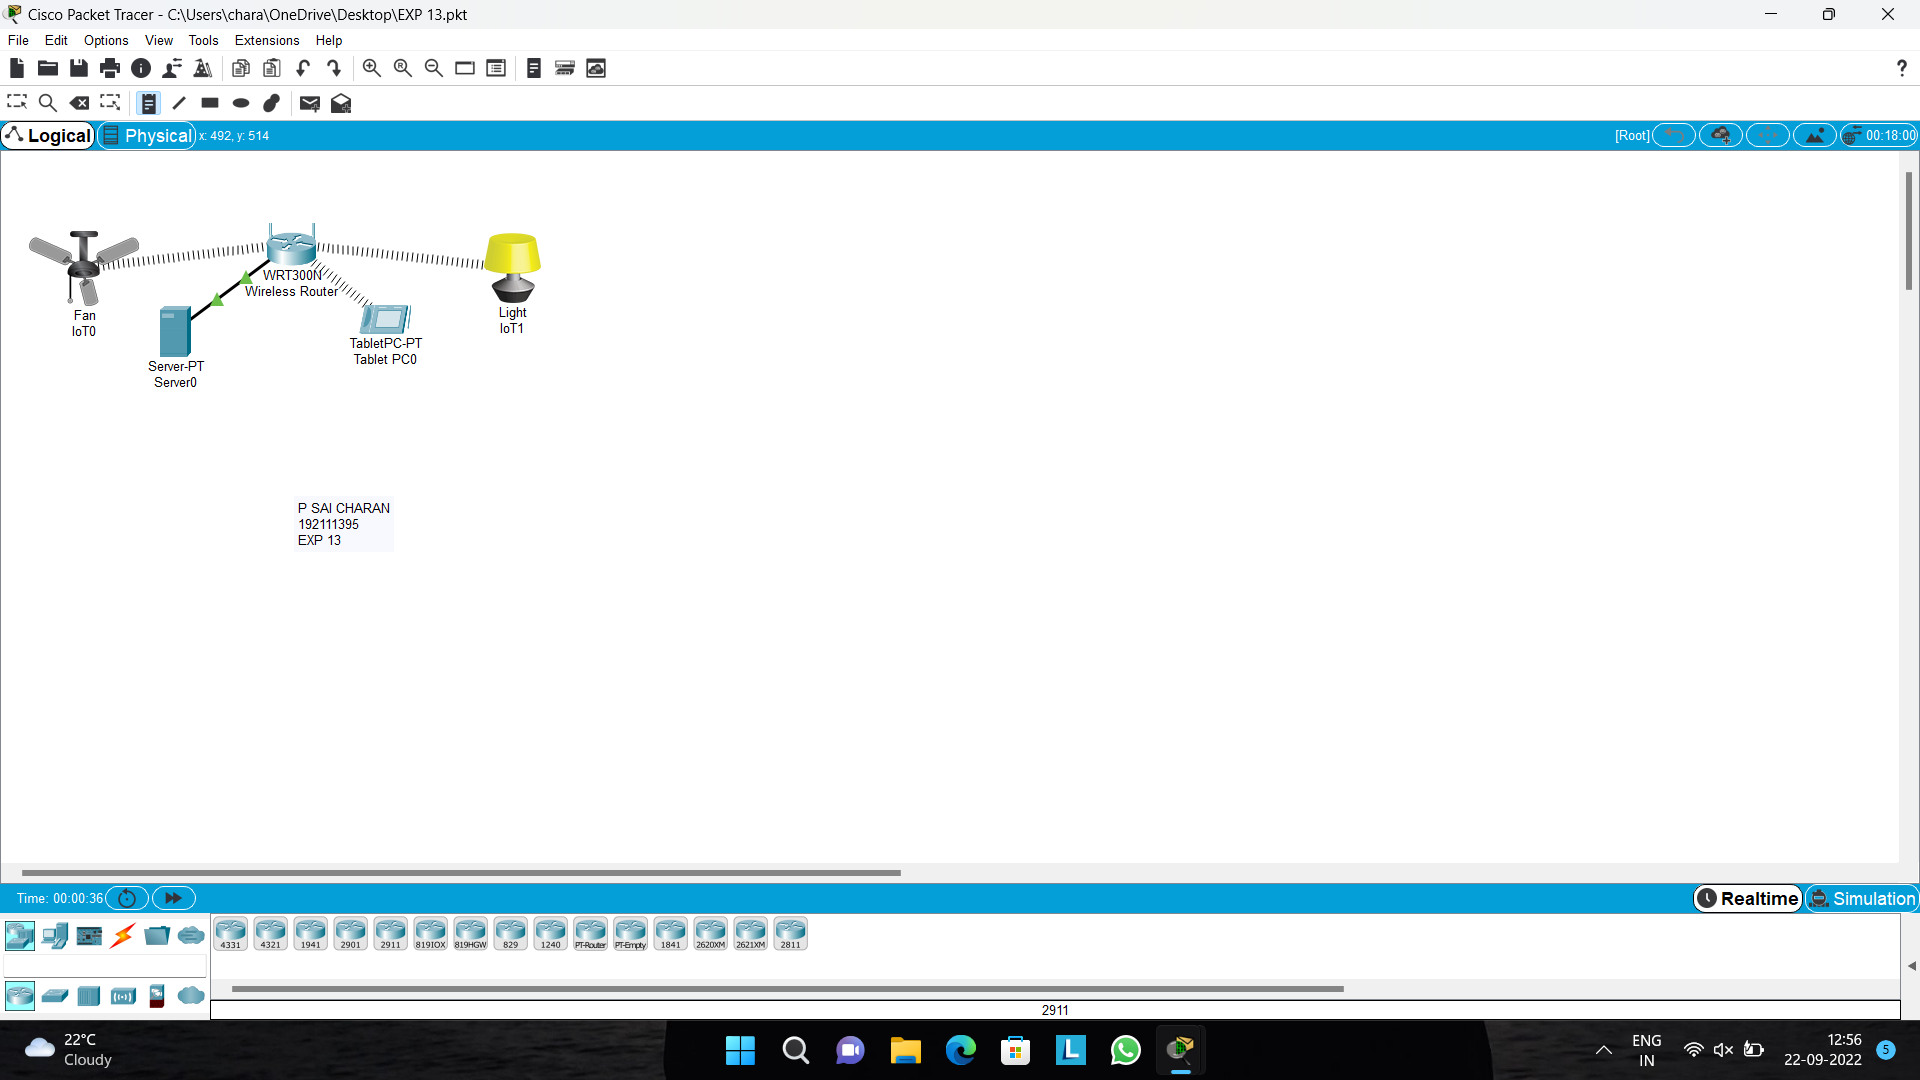 Cisco Packet Tracer - C:\Users\chara\OneDrive\Desktop\EXP 13.pkt
File Edit Options View Tools Extensions Help
Logical Physical x: 492, y: 514 [Root] 00:18:00
WRT300N
Wireless Router
Fan
IoT0
Light
IoT1
TabletPC-PT
Tablet PC0
Server-PT
Server0
P SAI CHARAN
192111395
EXP 13
Time: 00:00:36 Realtime Simulation
4331 4321 1941 2901 2911 819IOX 819HGW 829 1240 PT-Router PT-Empty 1841 2620XM 2621XM 2811
2911
22°C
Cloudy
ENG
IN
12:56
22-09-2022
5